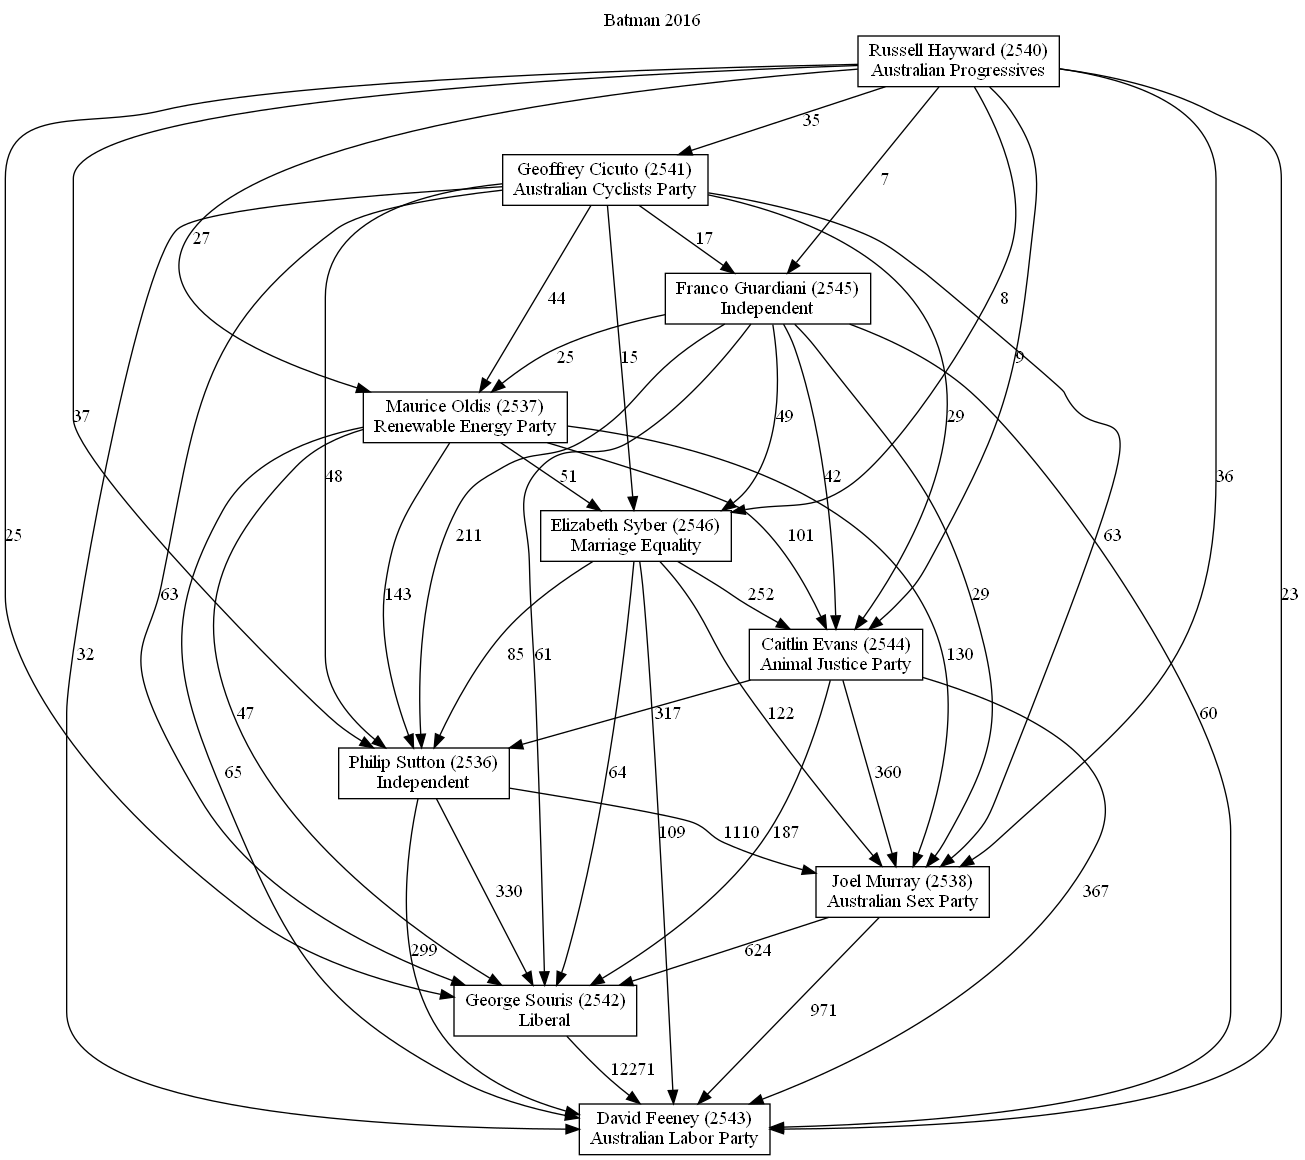 Batman 2016
Russell Hayward (2540)
Australian Progressives
35
Geoffrey Cicuto (2541)
Australian Cyclists Party
7
27
17
Franco Guardiani (2545)
Independent
44
8
25
15
9
Maurice Oldis (2537)
Renewable Energy Party
37
49
29
48
51
42
36
Elizabeth Syber (2546)
Marriage Equality
25
211
101
63
63
143
252
29
23
Caitlin Evans (2544)
Animal Justice Party
32
85
61
130
47
317
122
60
Philip Sutton (2536)
Independent
65
64
360
1110
109
187
Joel Murray (2538)
Australian Sex Party
330
367
299
624
George Souris (2542)
Liberal
971
12271
David Feeney (2543)
Australian Labor Party